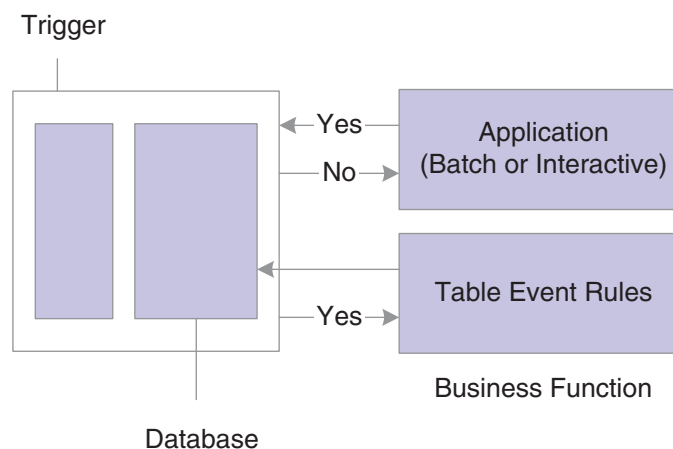 Trigger
Yes
No
Application
(Batch or Interactive)
Table Event Rules
Yes
Business Function
Database